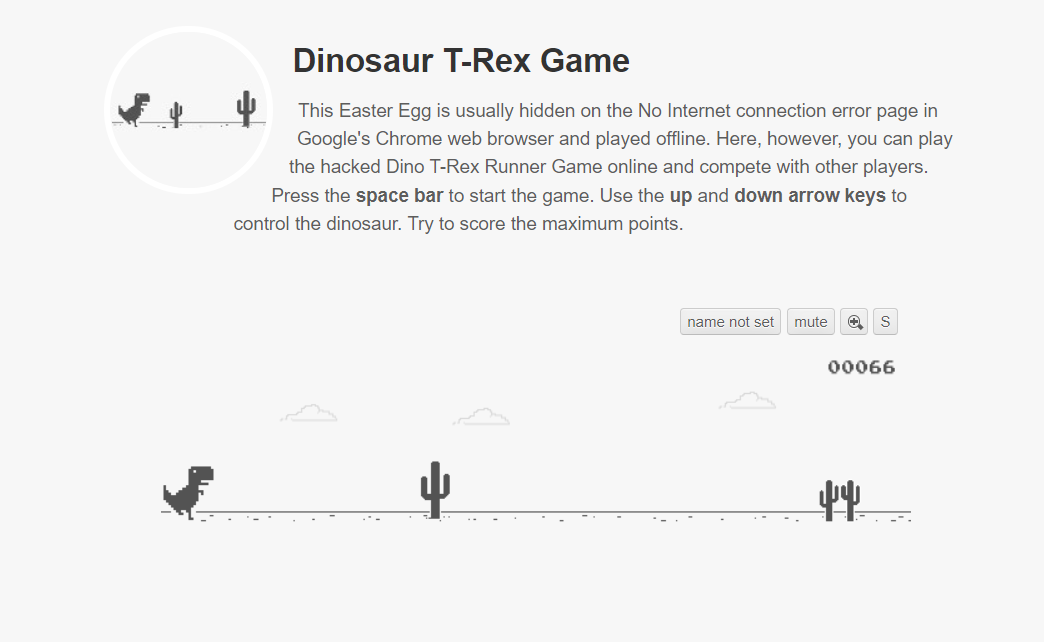 Dinosaur T-Rex Game
This Easter Egg is usually hidden on the No Internet connection error page in
Google's Chrome web browser and played offline. Here, however, you can play
the hacked Dino T-Rex Runner Game online and compete with other players.
Press the space bar to start the game. Use the up and down arrow keys to
control the dinosaur. Try to score the maximum points.
name not set mute S
00066